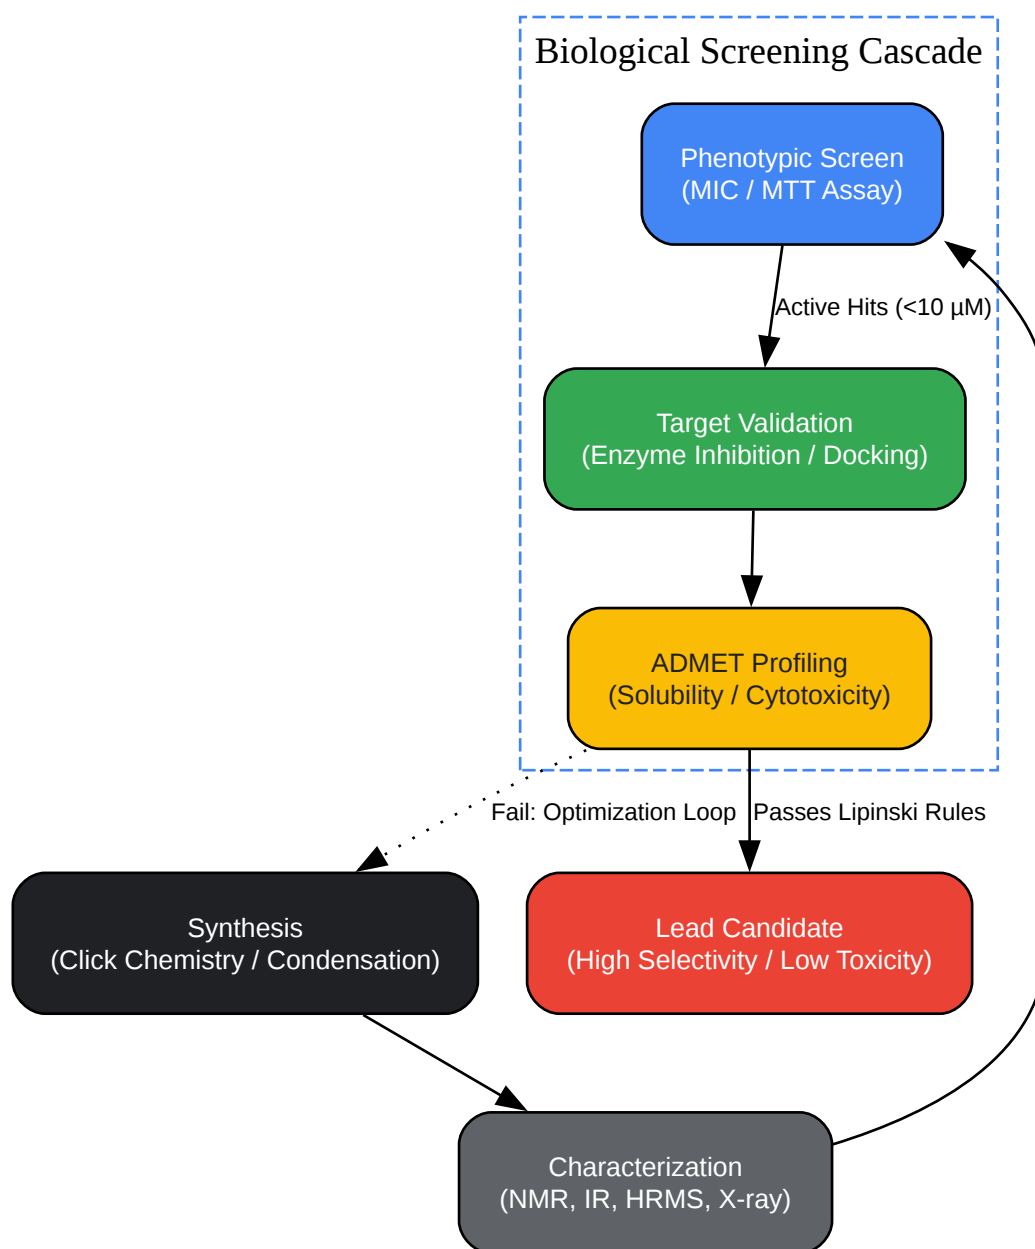 Biological Screening Cascade
Phenotypic Screen
(MIC / MTT Assay)
Active Hits (<10 µM)
Target Validation
(Enzyme Inhibition / Docking)
ADMET Profiling
(Solubility / Cytotoxicity)
Fail: Optimization Loop
Passes Lipinski Rules
Synthesis
(Click Chemistry / Condensation)
Lead Candidate
(High Selectivity / Low Toxicity)
Characterization
(NMR, IR, HRMS, X-ray)